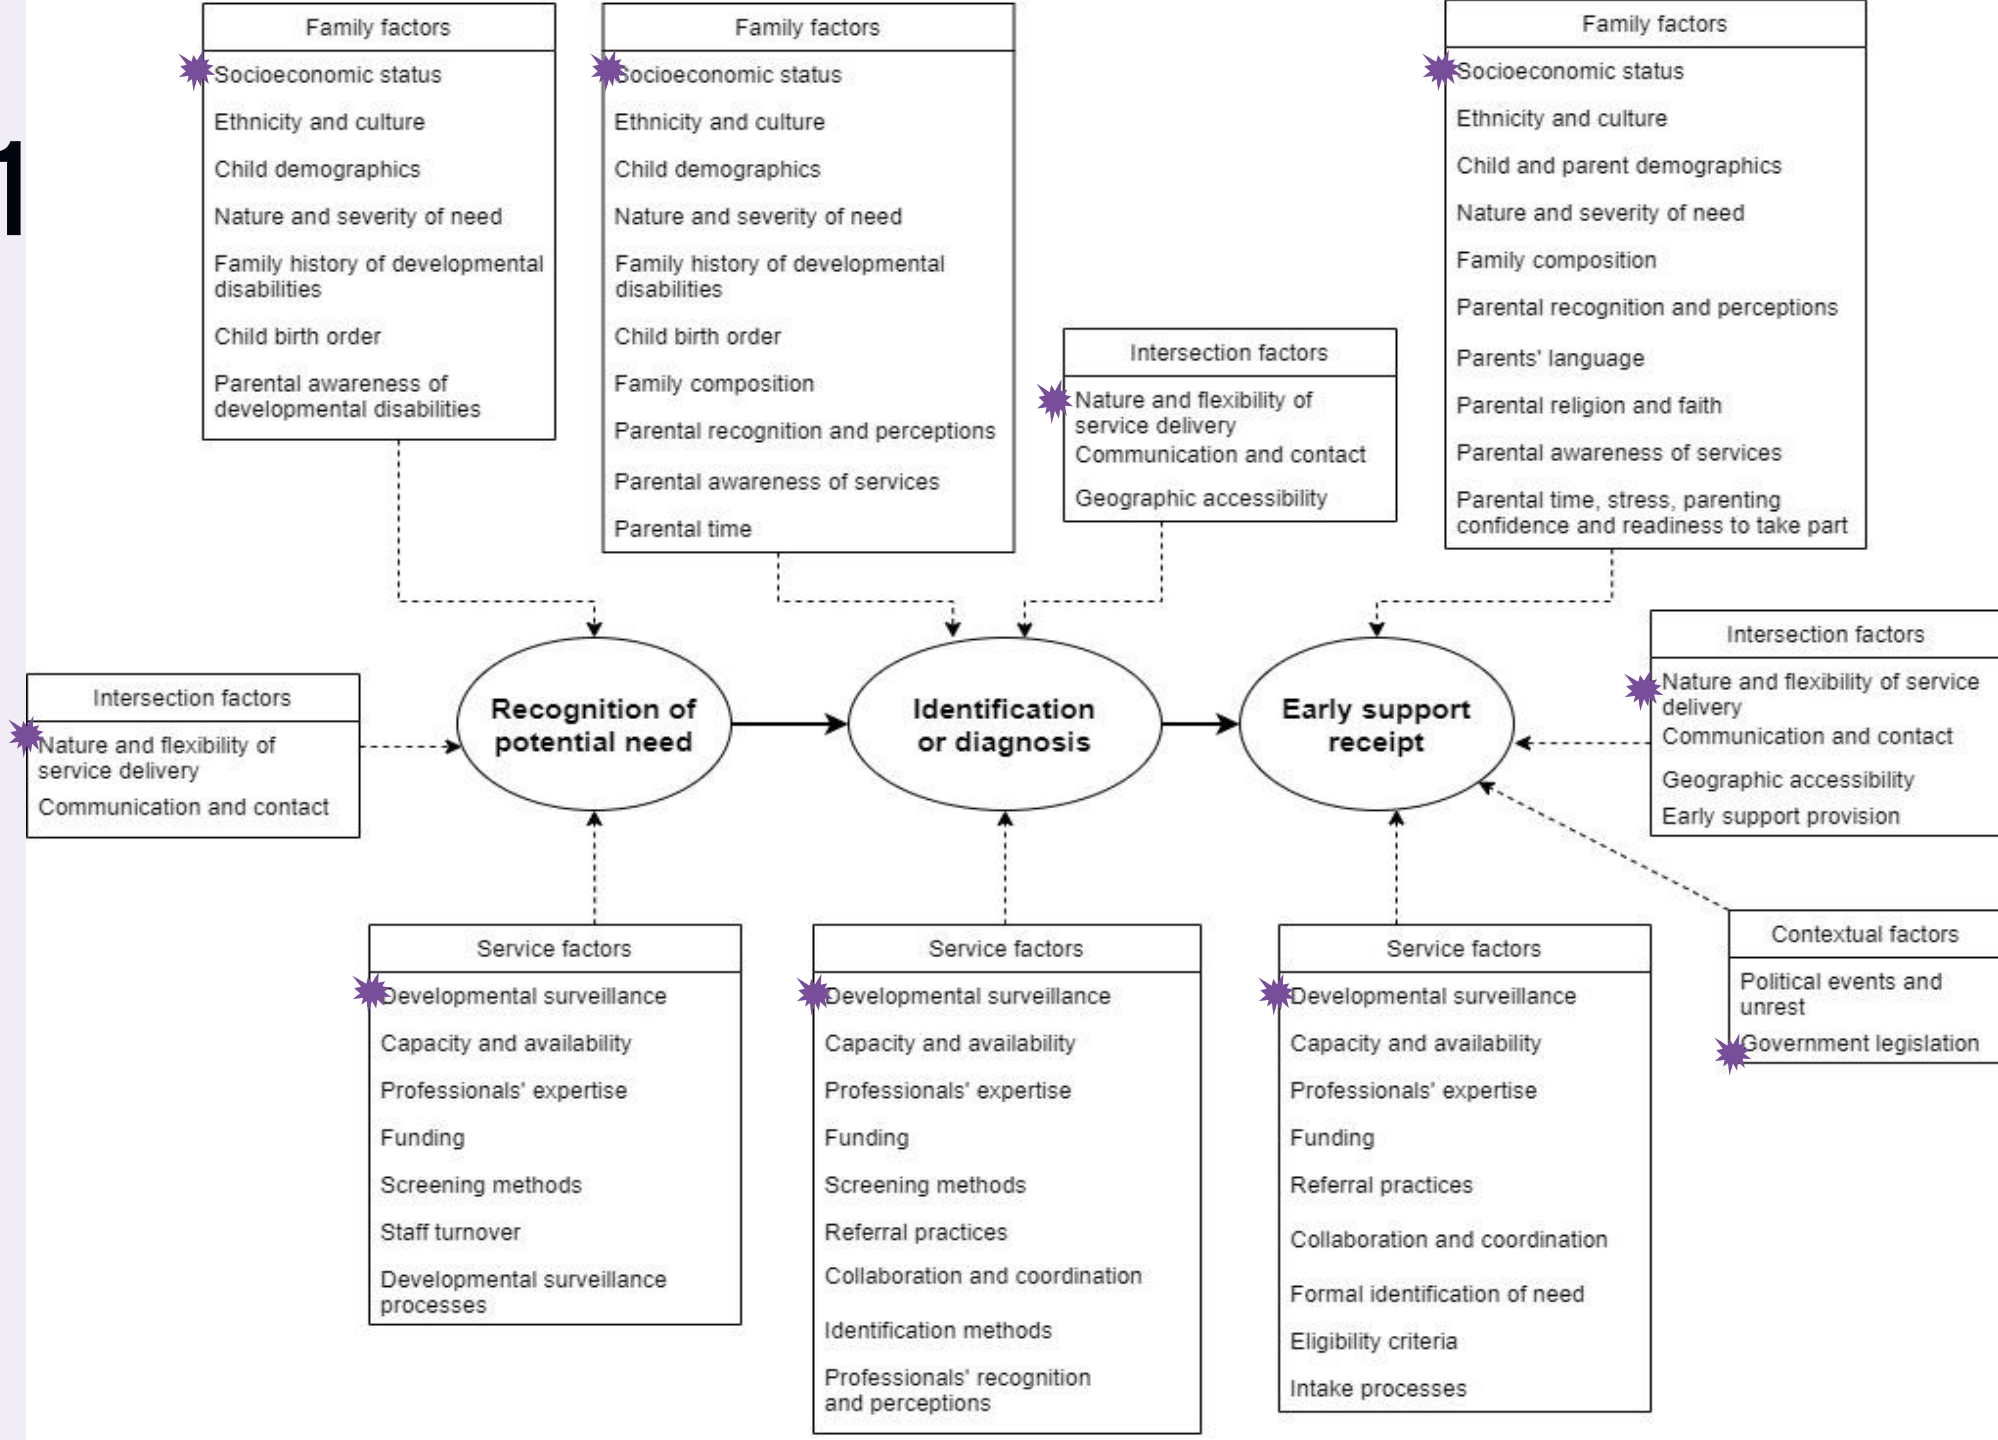 1
Family factors
Socioeconomic status
Ethnicity and culture
Child demographics
Nature and severity of need
Family history of developmental
disabilities
Child birth order
Parental awareness of
developmental disabilities
Family factors
Socioeconomic status
Ethnicity and culture
Child demographics
Nature and severity of need
Family history of developmental
disabilities
Child birth order
Family composition
Parental recognition and perceptions
Parental awareness of services
Parental time
Intersection factors
Nature and flexibility of
service delivery
Communication and contact
Geographic accessibility
Family factors
Socioeconomic status
Ethnicity and culture
Child and parent demographics
Nature and severity of need
Family composition
Parental recognition and perceptions
Parents' language
Parental religion and faith
Parental awareness of services
Parental time, stress, parenting
confidence and readiness to take part
Intersection factors
Nature and flexibility of
service delivery
Communication and contact
Recognition of
potential need
Identification
or diagnosis
Early support
receipt
Intersection factors
Nature and flexibility of service
delivery
Communication and contact
Geographic accessibility
Early support provision
Service factors
Developmental surveillance
Capacity and availability
Professionals' expertise
Funding
Screening methods
Staff turnover
Developmental surveillance
processes
Service factors
Developmental surveillance
Capacity and availability
Professionals' expertise
Funding
Screening methods
Referral practices
Collaboration and coordination
Identification methods
Professionals' recognition
and perceptions
Service factors
Developmental surveillance
Capacity and availability
Professionals' expertise
Funding
Referral practices
Collaboration and coordination
Formal identification of need
Eligibility criteria
Intake processes
Contextual factors
Political events and
unrest
Government legislation